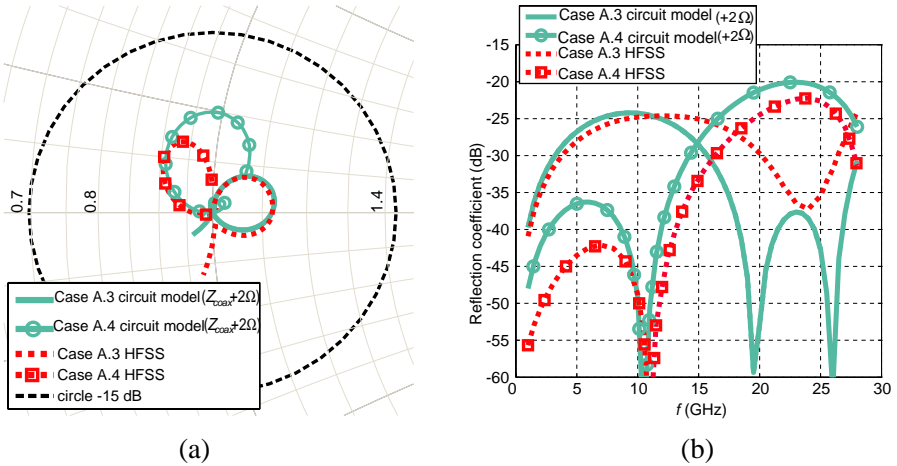 0.7
0.8
1.4
Case A.3 circuit model(Zcoax+2Ω)
Case A.4 circuit model(Zcoax+2Ω)
Case A.3 HFSS
Case A.4 HFSS
circle -15 dB
(a)
Case A.3 circuit model (+2Ω)
Case A.4 circuit model(+2Ω)
Case A.3 HFSS
Case A.4 HFSS
Reflection coefficient (dB)
-15
-20
-25
-30
-35
-40
-45
-50
-55
-60
0 5 10 15 20 25 30
f (GHz)
(b)